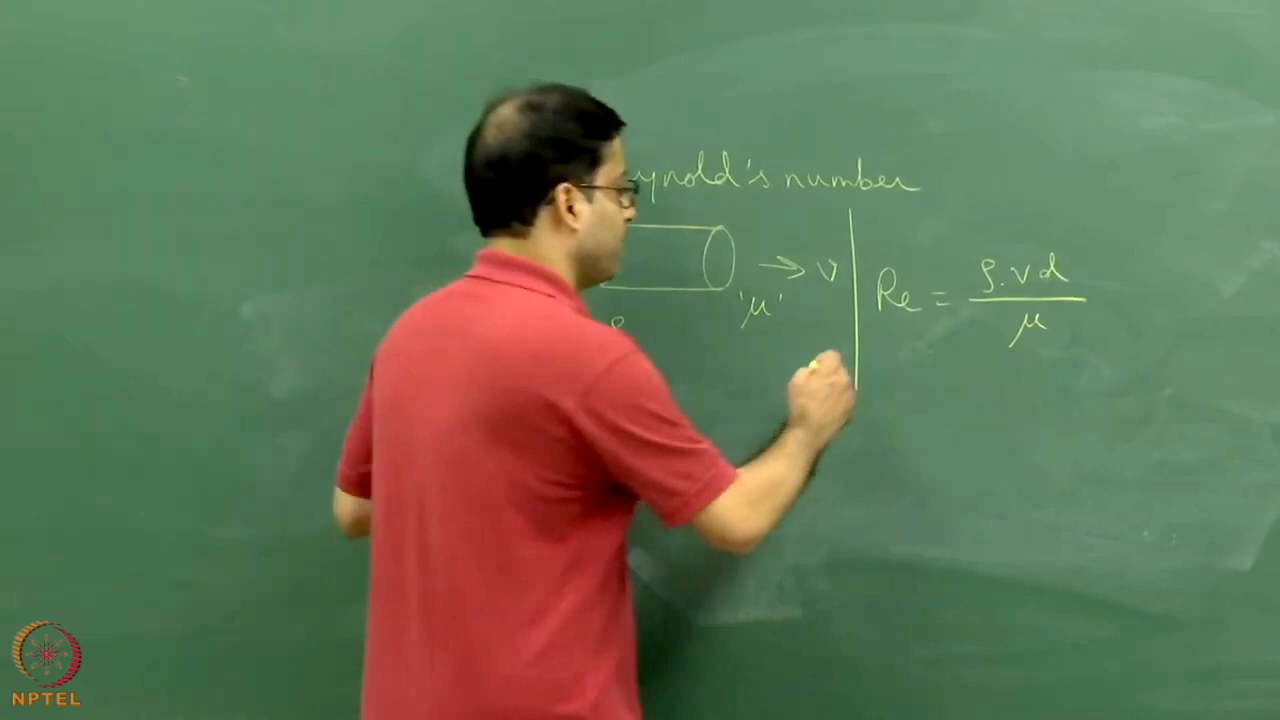 ynold's number
→ v
'μ'
ρ
Re = ρ.vd / μ
NPTEL